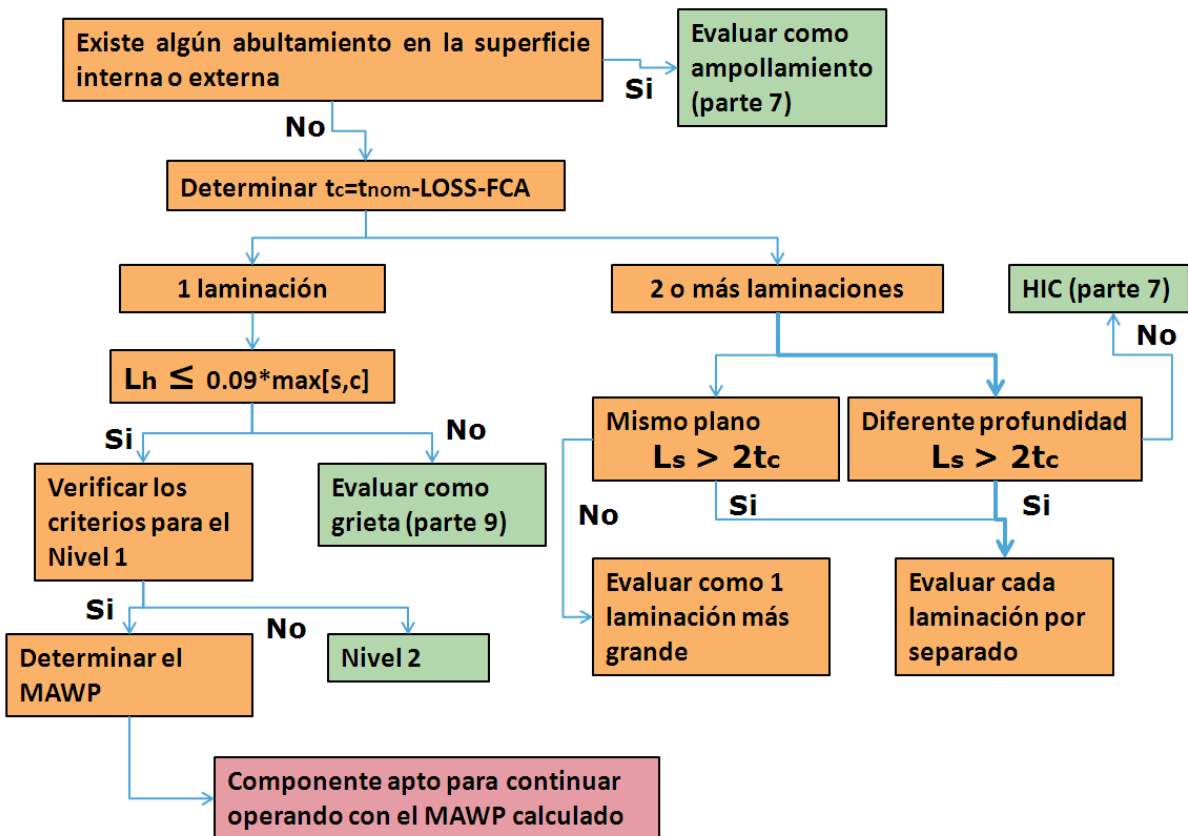 Existe algún abultamiento en la superficie
interna o externa
Evaluar como
ampollamiento
(parte 7)
Si
No
Determinar tc=tnom-LOSS-FCA
1 laminación
2 o más laminaciones
HIC (parte 7)
No
Lh ≤ 0.09*max[s,c]
Mismo plano
Ls > 2tc
Diferente profundidad
Ls > 2tc
Si
No
Verificar los
criterios para el
Nivel 1
Evaluar como
grieta (parte 9)
No
Si
Si
Evaluar como 1
laminación más
grande
Evaluar cada
laminación por
separado
Si
No
Determinar el
MAWP
Nivel 2
Componente apto para continuar
operando con el MAWP calculado